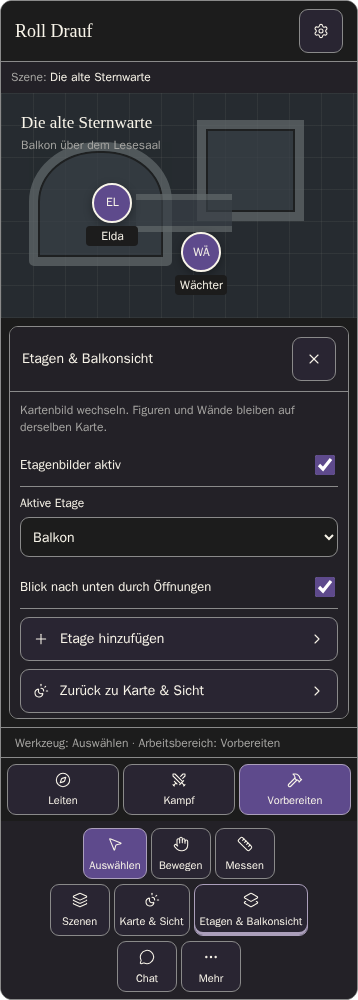 Roll Drauf
Szene: Die alte Sternwarte
Die alte Sternwarte
Balkon über dem Lesesaal
EL
Elda
WÄ
Wächter
Etagen & Balkonsicht
Kartenbild wechseln. Figuren und Wände bleiben auf
derselben Karte.
Etagenbilder aktiv
Aktive Etage
Balkon
Blick nach unten durch Öffnungen
Etage hinzufügen
Zurück zu Karte & Sicht
Werkzeug: Auswählen · Arbeitsbereich: Vorbereiten
Leiten
Kampf
Vorbereiten
Auswählen
Bewegen
Messen
Szenen
Karte & Sicht
Etagen & Balkonsicht
Chat
Mehr